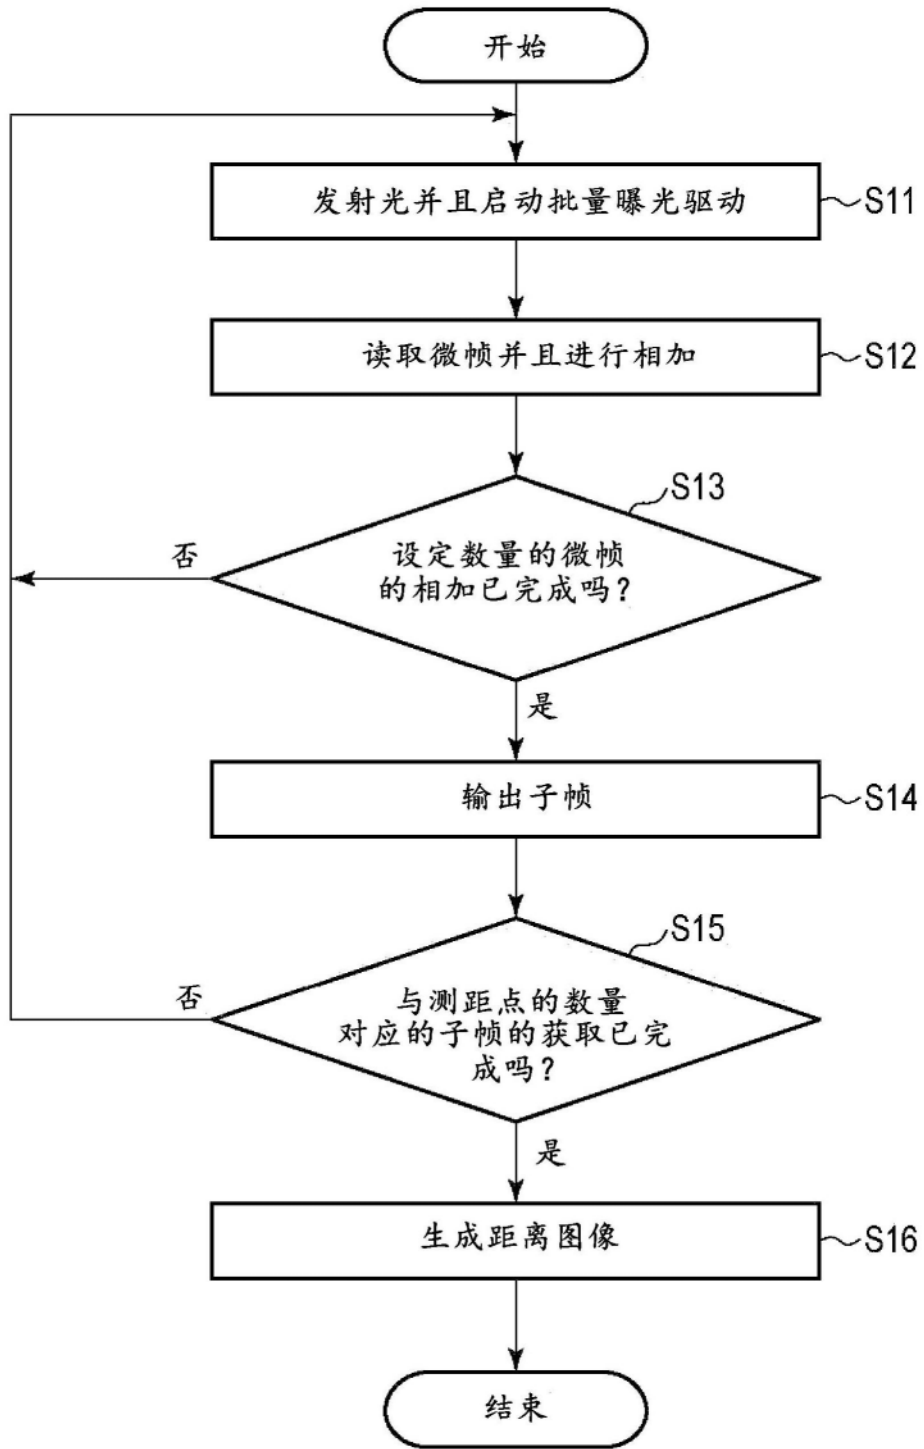 开始
发射光并且启动批量曝光驱动
S11
读取微帧并且进行相加
S12
S13
设定数量的微帧
的相加已完成吗?
否
是
输出子帧
S14
S15
与测距点的数量
对应的子帧的获取已完
成吗?
否
是
生成距离图像
S16
结束